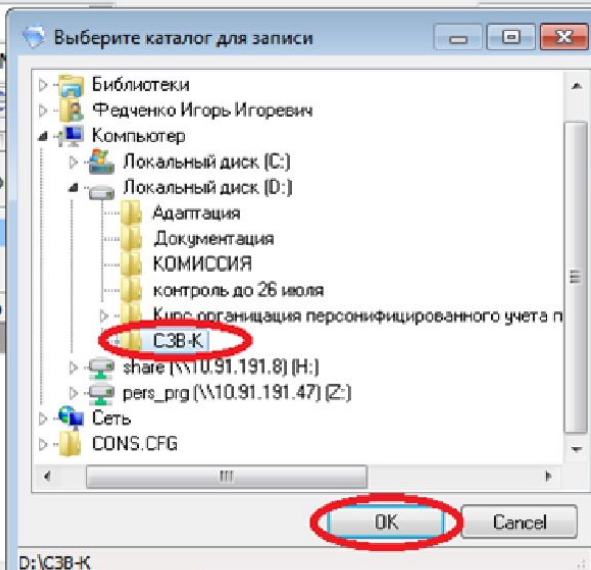 Выберите каталог для записи
Библиотеки
Федченко Игорь Игоревич
Компьютер
Локальный диск (C:)
Локальный диск (D:)
Адаптация
Документация
КОМИССИЯ
контроль до 26 июля
Курс органицация персонифицированного учета п
СЗВ-К
share (\\10.91.191.8) (H:)
pers_prg (\\10.91.191.47) (Z:)
Сеть
CONS.CFG
OK
Cancel
D:\СЗВ-К